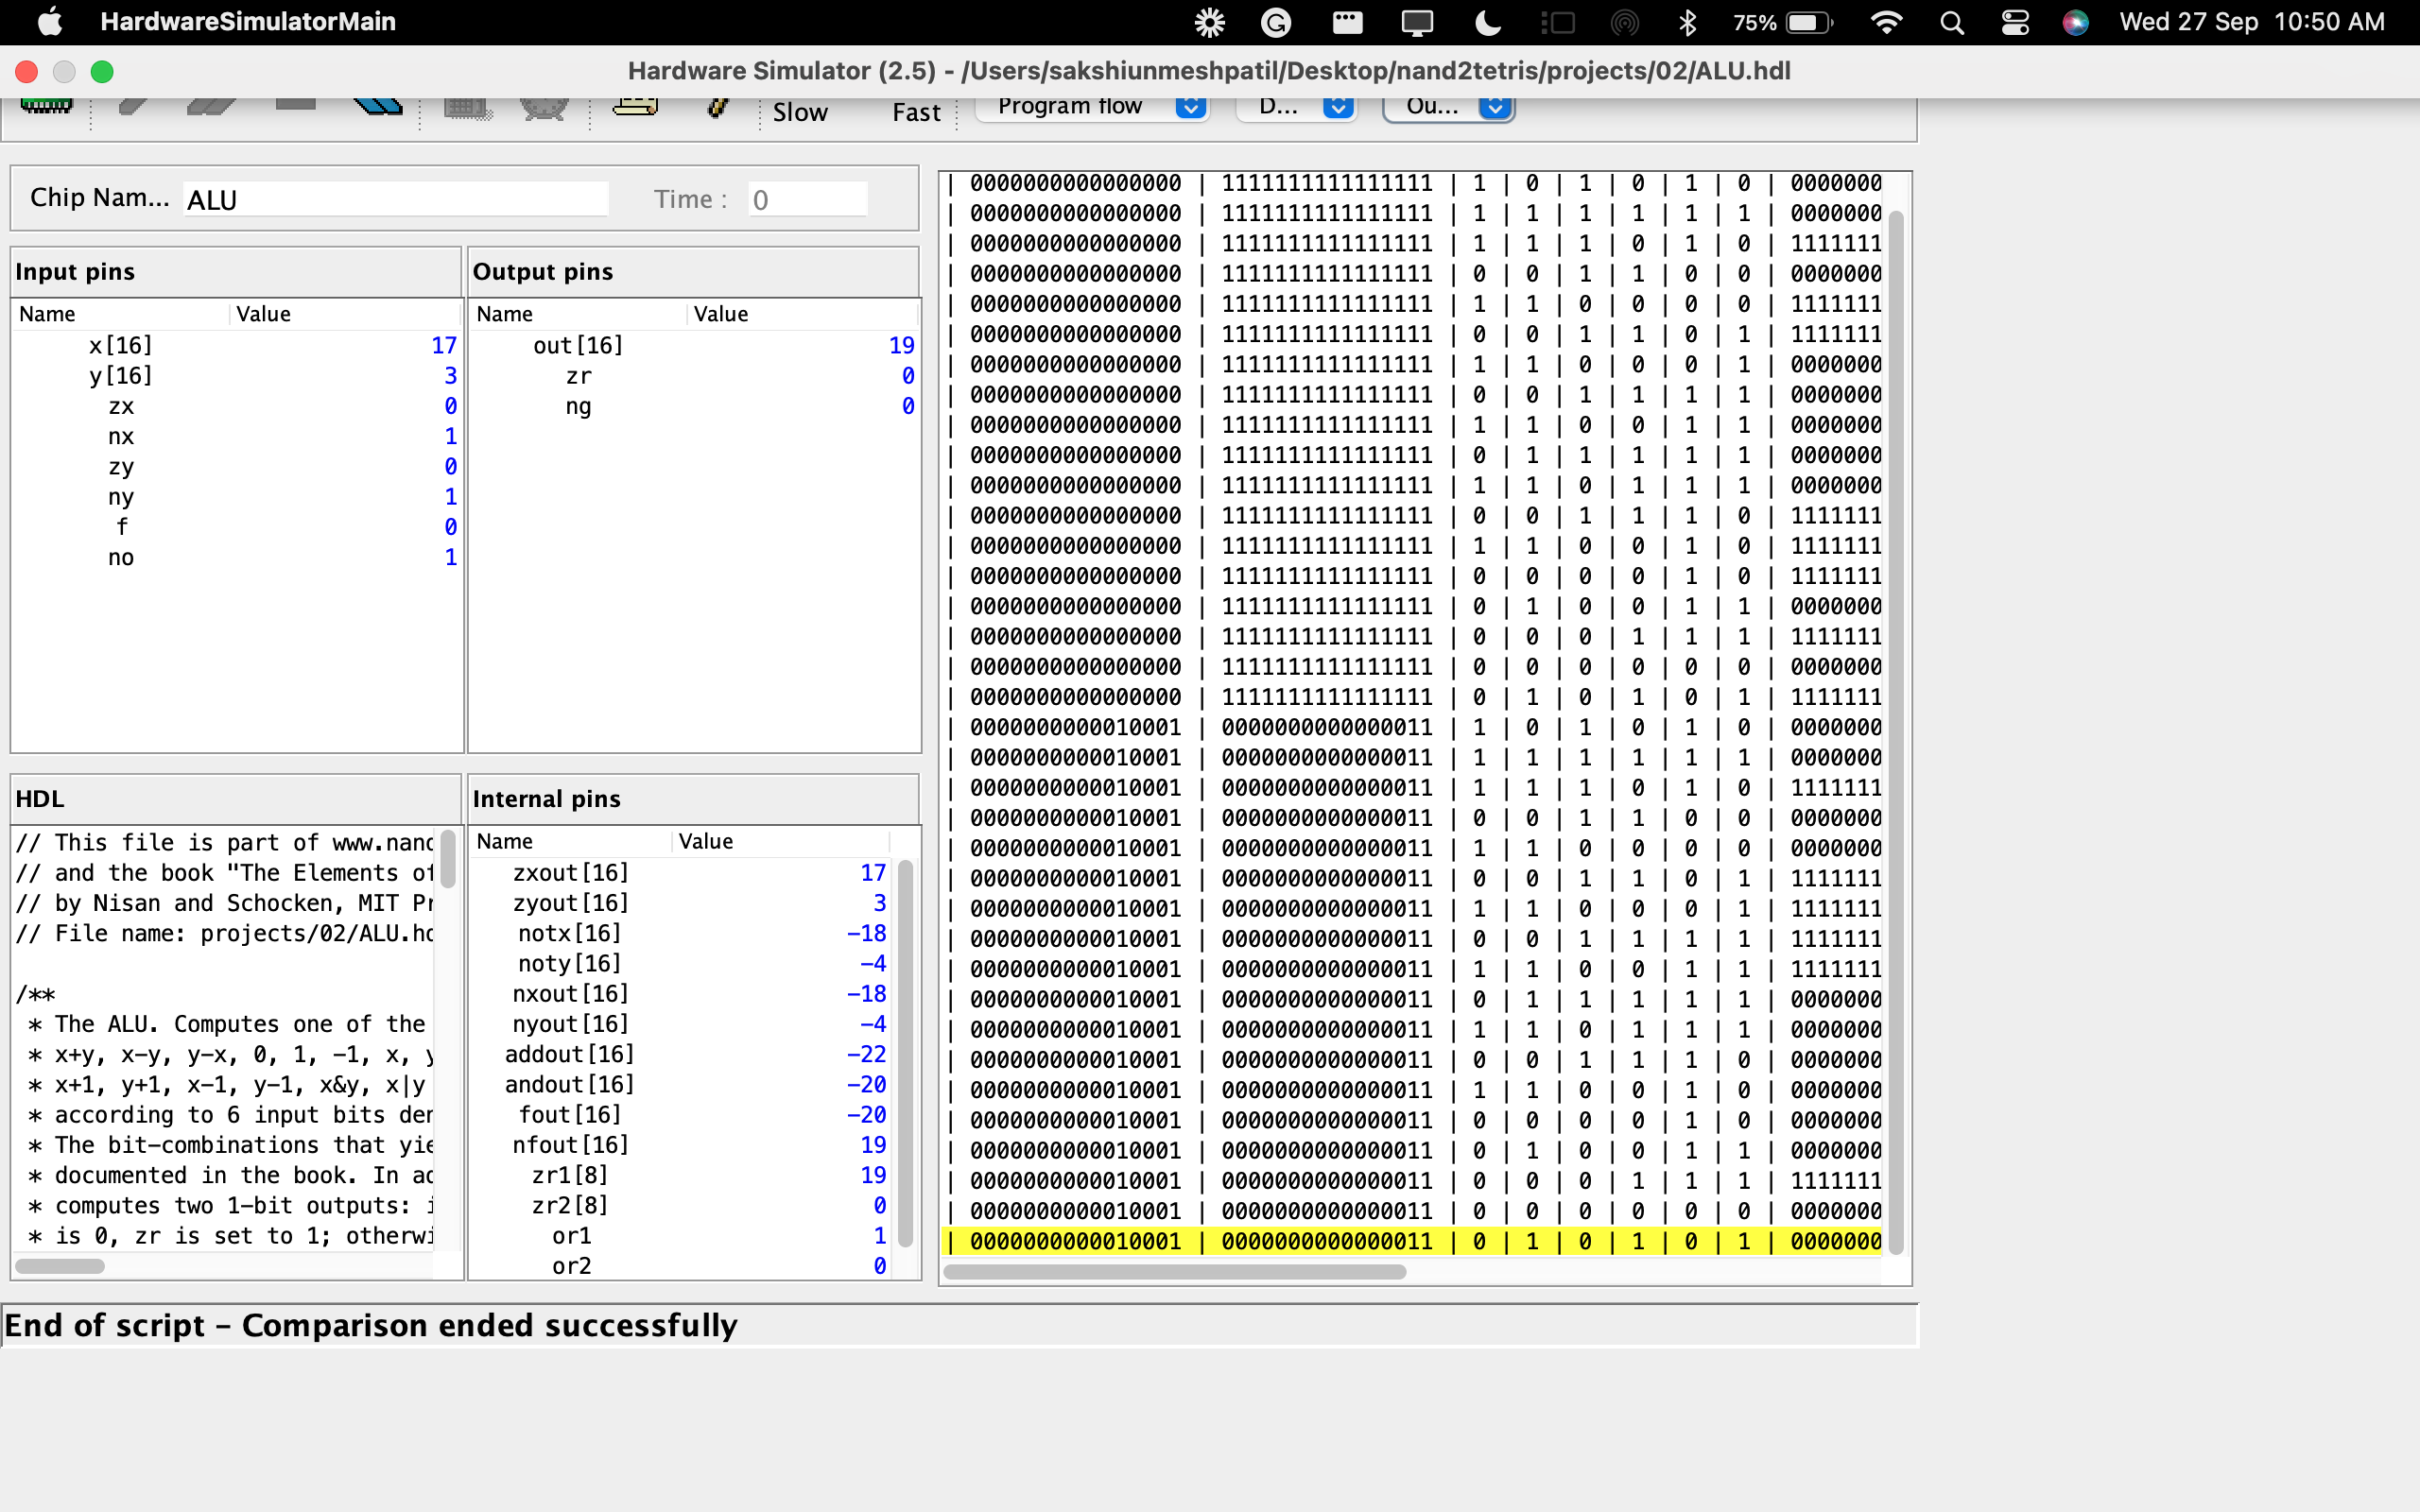 HardwareSimulatorMain 75% Wed 27 Sep 10:50 AM
Hardware Simulator (2.5) - /Users/sakshiunmeshpatil/Desktop/nand2tetris/projects/02/ALU.hdl
Slow Fast Program flow D... Ou...
Chip Nam... ALU Time : 0
Input pins
Name Value
x[16] 17
y[16] 3
zx 0
nx 1
zy 0
ny 1
f 0
no 1
Output pins
Name Value
out[16] 19
zr 0
ng 0
HDL
// This file is part of www.nand
// and the book "The Elements of
// by Nisan and Schocken, MIT Pr
// File name: projects/02/ALU.hd
/**
* The ALU. Computes one of the
* x+y, x-y, y-x, 0, 1, -1, x, y
* x+1, y+1, x-1, y-1, x&y, x|y
* according to 6 input bits den
* The bit-combinations that yie
* documented in the book. In ad
* computes two 1-bit outputs: i
* is 0, zr is set to 1; otherwi
Internal pins
Name Value
zxout[16] 17
zyout[16] 3
notx[16] -18
noty[16] -4
nxout[16] -18
nyout[16] -4
addout[16] -22
andout[16] -20
fout[16] -20
nfout[16] 19
zr1[8] 19
zr2[8] 0
or1 1
or2 0
| 0000000000000000 | 1111111111111111 | 1 | 0 | 1 | 0 | 1 | 0 | 0000000
| 0000000000000000 | 1111111111111111 | 1 | 1 | 1 | 1 | 1 | 1 | 0000000
| 0000000000000000 | 1111111111111111 | 1 | 1 | 1 | 0 | 1 | 0 | 1111111
| 0000000000000000 | 1111111111111111 | 0 | 0 | 1 | 1 | 0 | 0 | 0000000
| 0000000000000000 | 1111111111111111 | 1 | 1 | 0 | 0 | 0 | 0 | 1111111
| 0000000000000000 | 1111111111111111 | 0 | 0 | 1 | 1 | 0 | 1 | 1111111
| 0000000000000000 | 1111111111111111 | 1 | 1 | 0 | 0 | 0 | 1 | 0000000
| 0000000000000000 | 1111111111111111 | 0 | 0 | 1 | 1 | 1 | 1 | 0000000
| 0000000000000000 | 1111111111111111 | 1 | 1 | 0 | 0 | 1 | 1 | 0000000
| 0000000000000000 | 1111111111111111 | 0 | 1 | 1 | 1 | 1 | 1 | 0000000
| 0000000000000000 | 1111111111111111 | 1 | 1 | 0 | 1 | 1 | 1 | 0000000
| 0000000000000000 | 1111111111111111 | 0 | 0 | 1 | 1 | 1 | 0 | 1111111
| 0000000000000000 | 1111111111111111 | 1 | 1 | 0 | 0 | 1 | 0 | 1111111
| 0000000000000000 | 1111111111111111 | 0 | 0 | 0 | 0 | 1 | 0 | 1111111
| 0000000000000000 | 1111111111111111 | 0 | 1 | 0 | 0 | 1 | 1 | 0000000
| 0000000000000000 | 1111111111111111 | 0 | 0 | 0 | 1 | 1 | 1 | 1111111
| 0000000000000000 | 1111111111111111 | 0 | 0 | 0 | 0 | 0 | 0 | 0000000
| 0000000000000000 | 1111111111111111 | 0 | 1 | 0 | 1 | 0 | 1 | 1111111
| 0000000000010001 | 0000000000000011 | 1 | 0 | 1 | 0 | 1 | 0 | 0000000
| 0000000000010001 | 0000000000000011 | 1 | 1 | 1 | 1 | 1 | 1 | 0000000
| 0000000000010001 | 0000000000000011 | 1 | 1 | 1 | 0 | 1 | 0 | 1111111
| 0000000000010001 | 0000000000000011 | 0 | 0 | 1 | 1 | 0 | 0 | 0000000
| 0000000000010001 | 0000000000000011 | 1 | 1 | 0 | 0 | 0 | 0 | 0000000
| 0000000000010001 | 0000000000000011 | 0 | 0 | 1 | 1 | 0 | 1 | 1111111
| 0000000000010001 | 0000000000000011 | 1 | 1 | 0 | 0 | 0 | 1 | 1111111
| 0000000000010001 | 0000000000000011 | 0 | 0 | 1 | 1 | 1 | 1 | 1111111
| 0000000000010001 | 0000000000000011 | 1 | 1 | 0 | 0 | 1 | 1 | 1111111
| 0000000000010001 | 0000000000000011 | 0 | 1 | 1 | 1 | 1 | 1 | 0000000
| 0000000000010001 | 0000000000000011 | 1 | 1 | 0 | 1 | 1 | 1 | 0000000
| 0000000000010001 | 0000000000000011 | 0 | 0 | 1 | 1 | 1 | 0 | 0000000
| 0000000000010001 | 0000000000000011 | 1 | 1 | 0 | 0 | 1 | 0 | 0000000
| 0000000000010001 | 0000000000000011 | 0 | 0 | 0 | 0 | 1 | 0 | 0000000
| 0000000000010001 | 0000000000000011 | 0 | 1 | 0 | 0 | 1 | 1 | 0000000
| 0000000000010001 | 0000000000000011 | 0 | 0 | 0 | 1 | 1 | 1 | 1111111
| 0000000000010001 | 0000000000000011 | 0 | 0 | 0 | 0 | 0 | 0 | 0000000
| 0000000000010001 | 0000000000000011 | 0 | 1 | 0 | 1 | 0 | 1 | 0000000
End of script - Comparison ended successfully